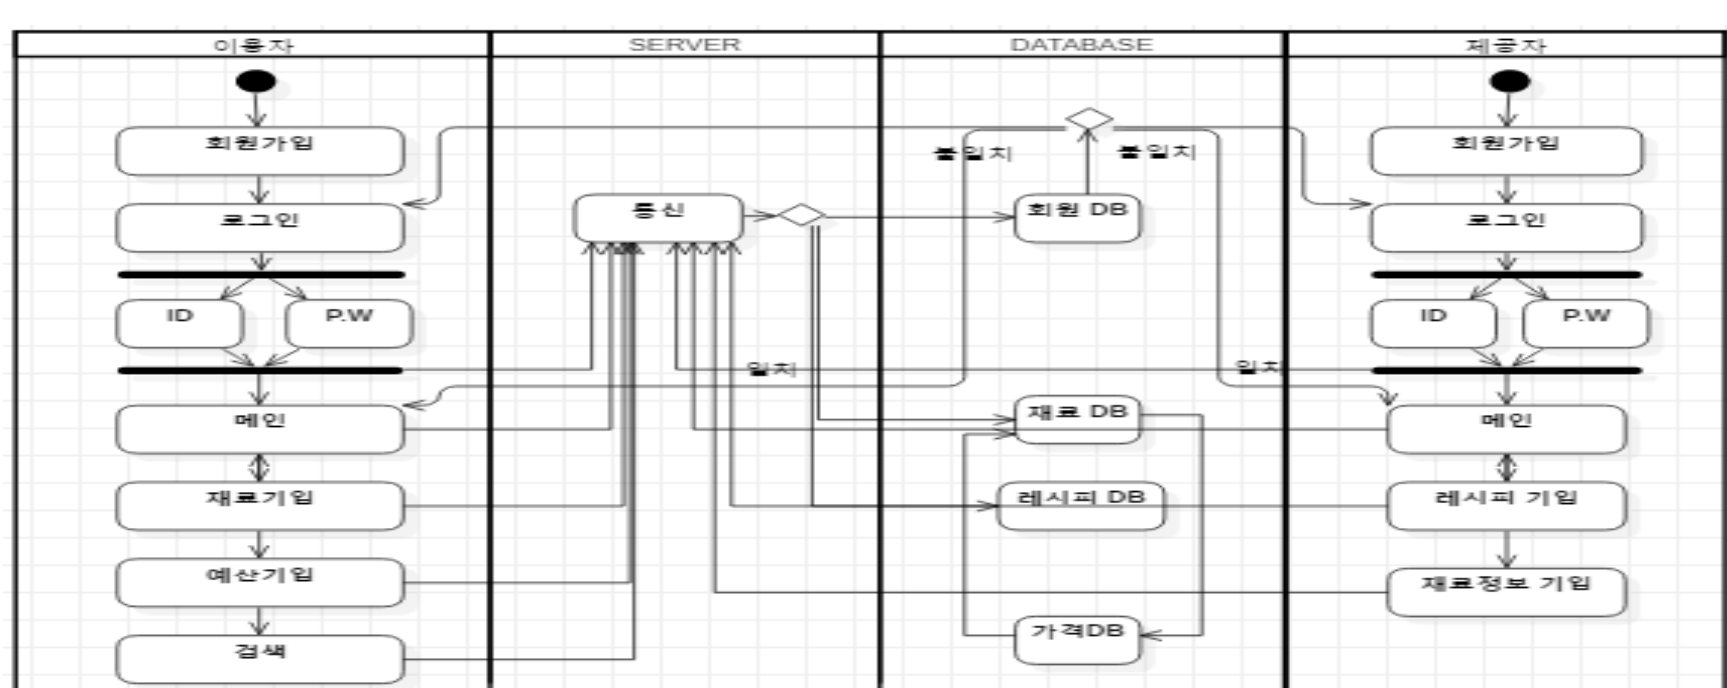 이용자
SERVER
DATABASE
제공자
회원가입
로그인
ID
P.W
메인
재료기입
예산기입
검색
통신
일치
불일치
불일치
회원 DB
일치
재료 DB
레시피 DB
가격DB
회원가입
로그인
ID
P.W
메인
레시피 기입
재료정보 기입